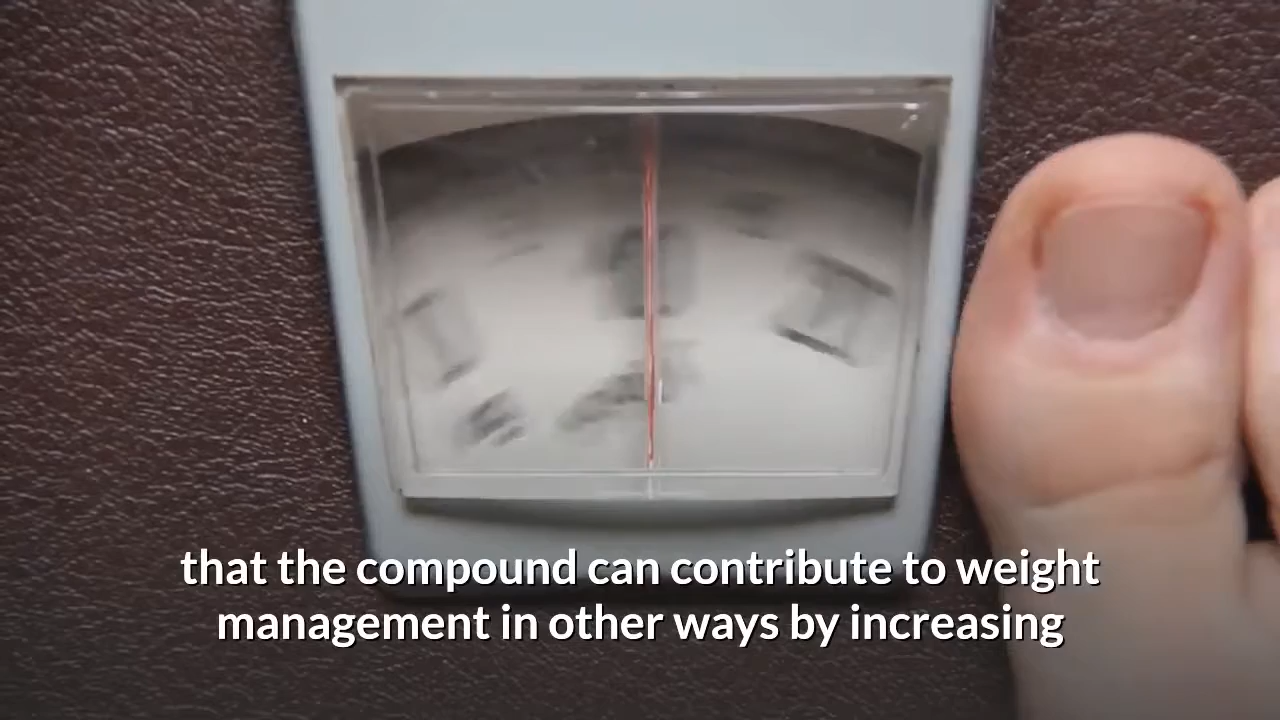 that the compound can contribute to weight
management in other ways by increasing